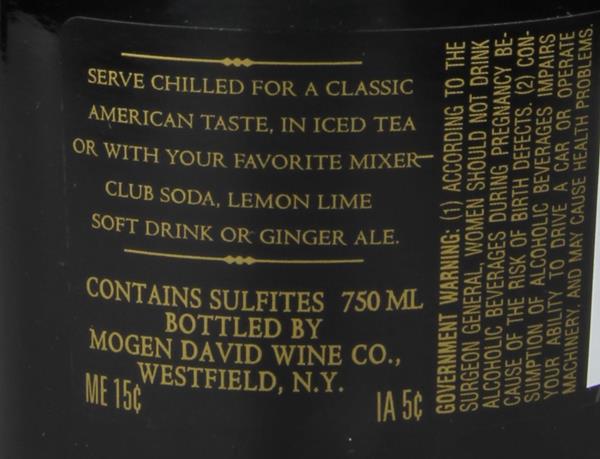 SERVE CHILLED FOR A CLASSIC
AMERICAN TASTE, IN ICED TEA
OR WITH YOUR FAVORITE MIXER–
CLUB SODA, LEMON LIME
SOFT DRINK OR GINGER ALE.
CONTAINS SULFITES 750 ML
BOTTLED BY
MOGEN DAVID WINE CO.,
WESTFIELD, N.Y.
ME 15¢ IA 5¢
GOVERNMENT WARNING: (1) ACCORDING TO THE
SURGEON GENERAL, WOMEN SHOULD NOT DRINK
ALCOHOLIC BEVERAGES DURING PREGNANCY BE-
CAUSE OF THE RISK OF BIRTH DEFECTS. (2) CON-
SUMPTION OF ALCOHOLIC BEVERAGES IMPAIRS
YOUR ABILITY TO DRIVE A CAR OR OPERATE
MACHINERY, AND MAY CAUSE HEALTH PROBLEMS.